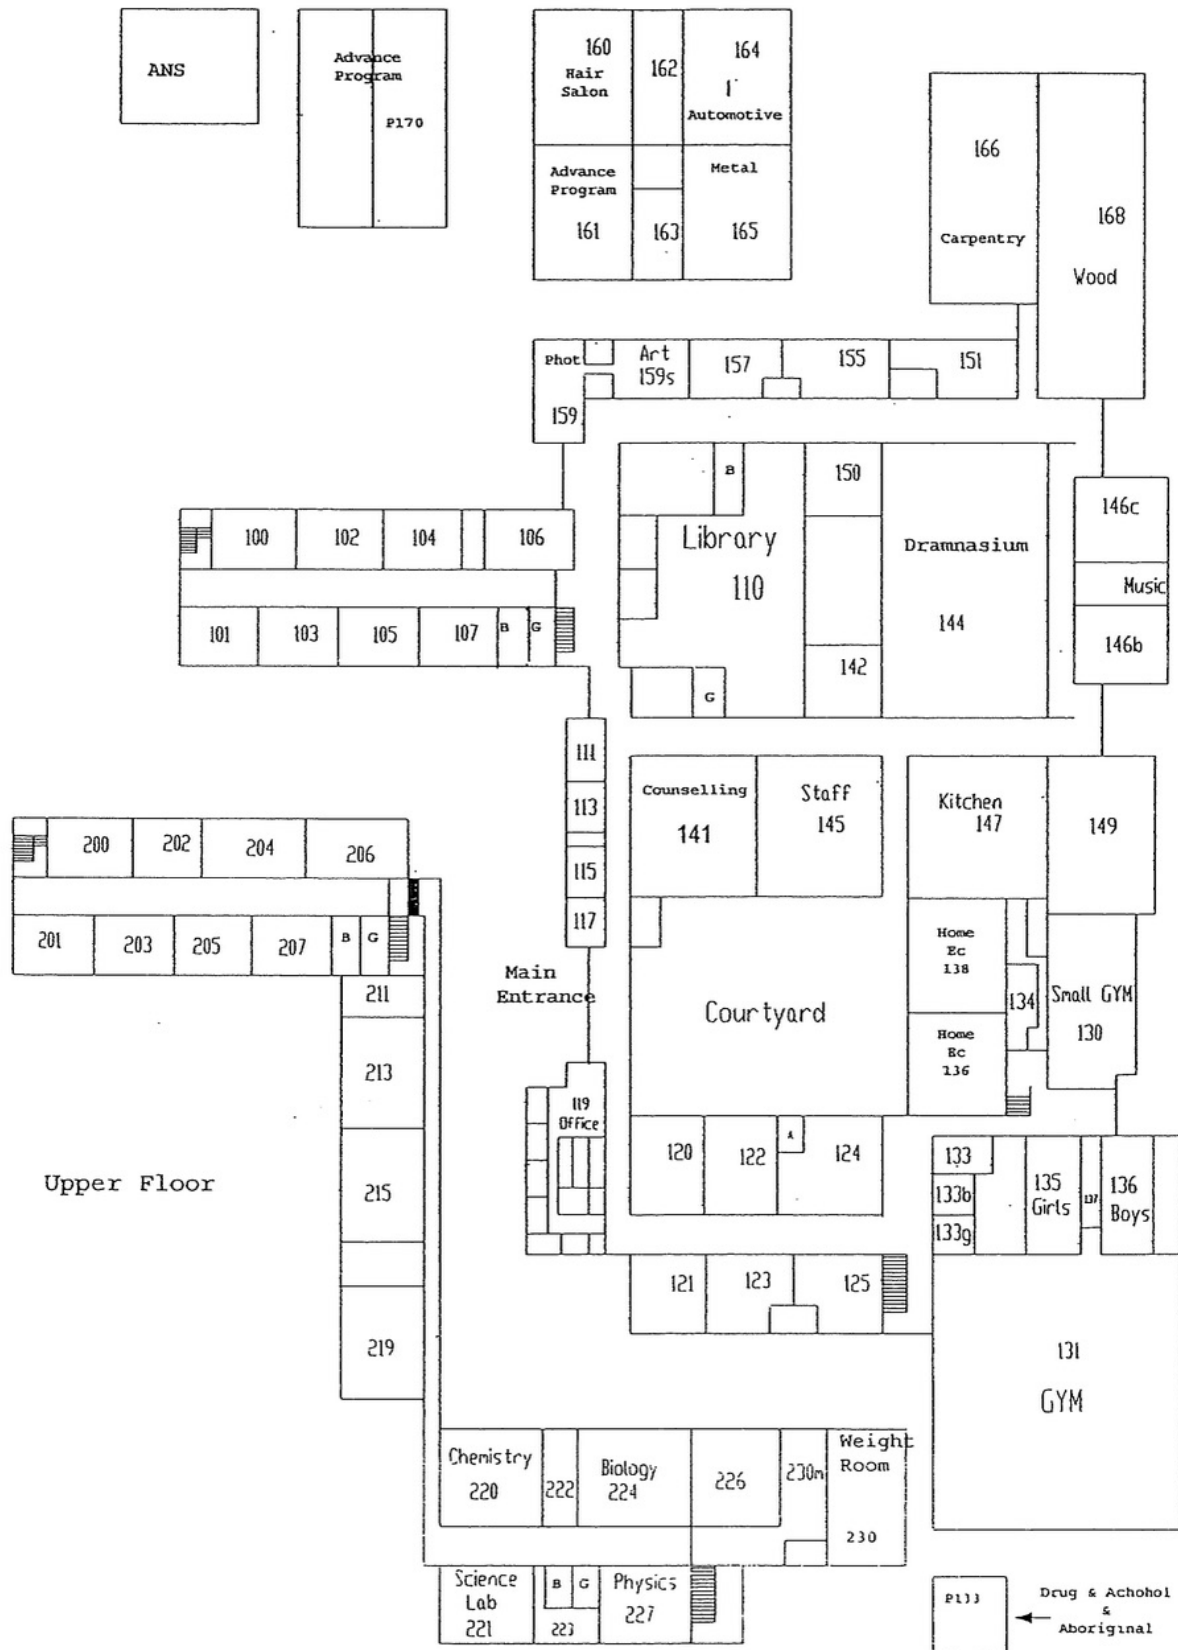 ANS
Advance
Program
P170
160
Hair
Salon
162
164
1
Automotive
Advance
Program
161
163
Metal
165
166
Carpentry
168
Wood
Phot
159
Art
159s
157
155
151
100
102
104
106
101
103
105
107
B
G
B
Library
110
G
150
142
Dramnasium
144
146c
Music
146b
111
113
115
117
Counselling
141
Staff
145
Kitchen
147
149
200
202
204
206
201
203
205
207
B
G
211
213
215
219
Upper Floor
Main
Entrance
Courtyard
Home
Ec
138
134
Home
Ec
136
Small GYM
130
119
Office
120
122
A
124
121
123
125
133
133b
133g
135
Girls
137
136
Boys
131
GYM
Chemistry
220
222
Biology
224
226
230m
Weight
Room
230
Science
Lab
221
B
G
223
Physics
227
P133
Drug & Achohol
&
Aboriginal